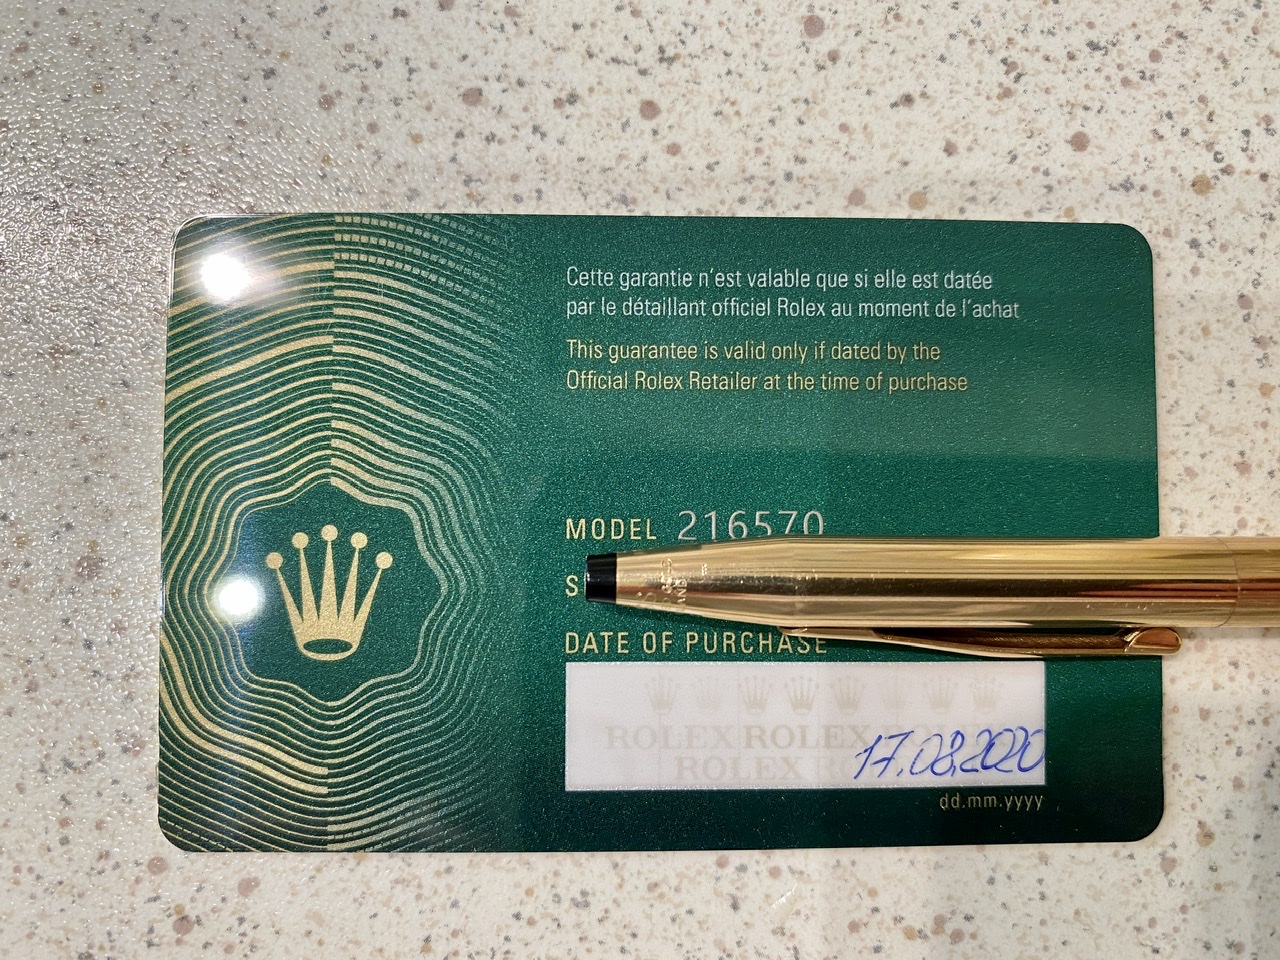 Cette garantie n'est valable que si elle est datée
par le détaillant officiel Rolex au moment de l'achat
This guarantee is valid only if dated by the
Official Rolex Retailer at the time of purchase
MODEL 216570
DATE OF PURCHASE
ROLEX ROLEX
ROLEX
17.08.2020
dd.mm.yyyy